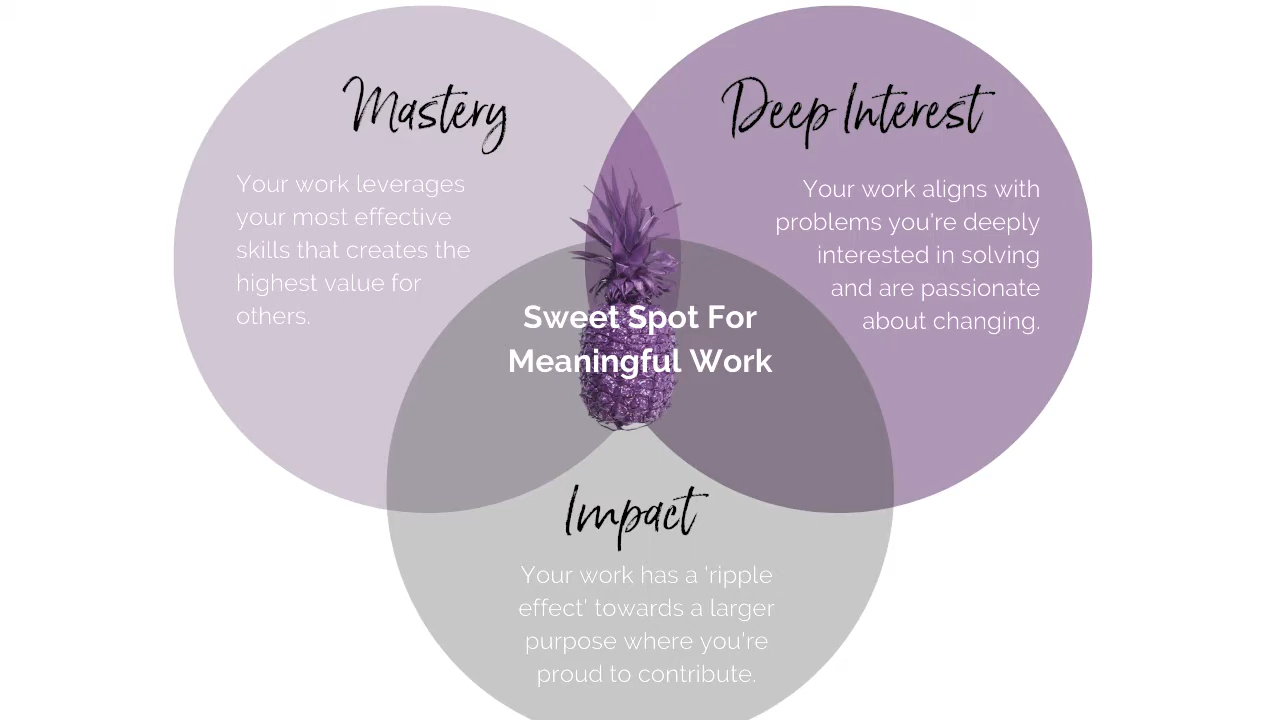 Mastery
Your work leverages
your most effective
skills that creates the
highest value for
others.
Deep Interest
Your work aligns with
problems you're deeply
interested in solving
and are passionate
about changing.
Sweet Spot For
Meaningful Work
Impact
Your work has a 'ripple
effect' towards a larger
purpose where you're
proud to contribute.